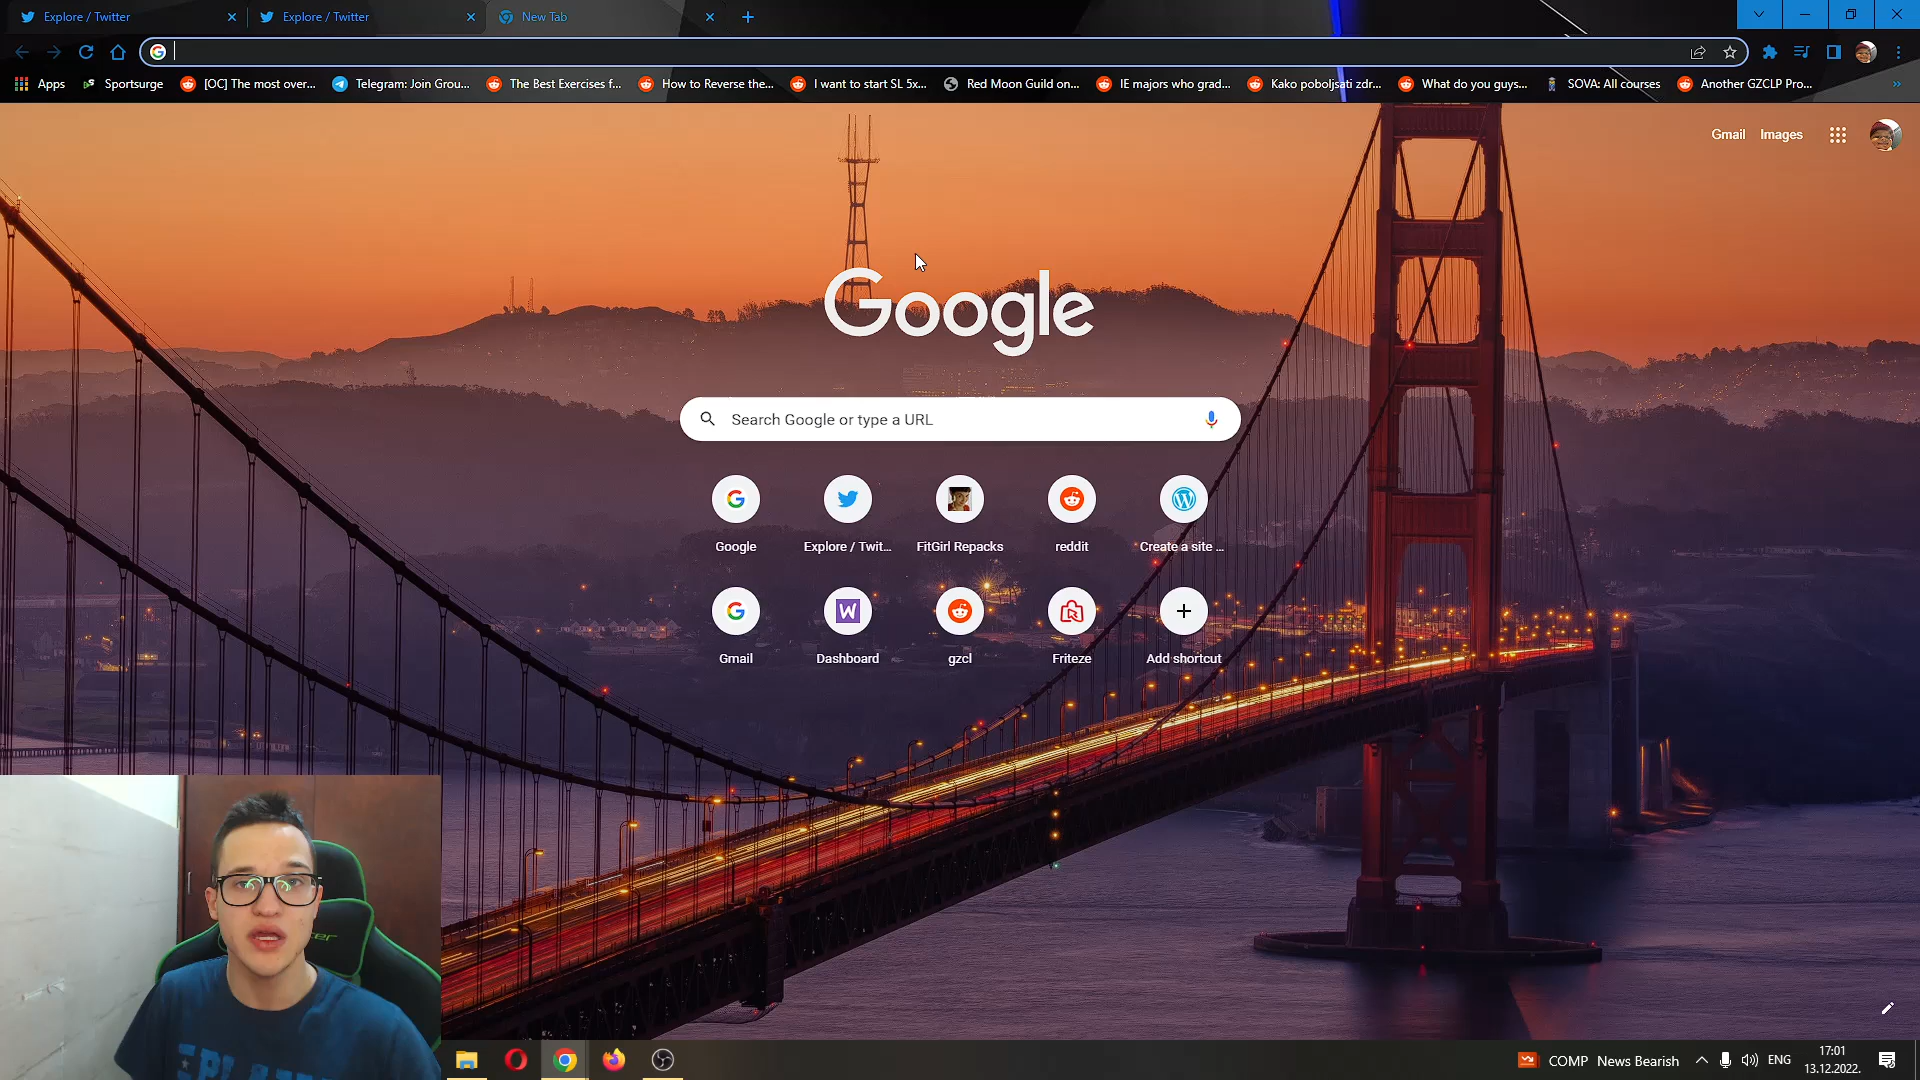 Explore / Twitter
Explore / Twitter
New Tab
Apps
Sportsurge
[OC] The most over...
Telegram: Join Grou...
The Best Exercises f...
How to Reverse the...
I want to start SL 5x...
Red Moon Guild on...
IE majors who grad...
Kako poboljsati zdr...
What do you guys...
SOVA: All courses
Another GZCLP Pro...
Gmail
Images
Google
Search Google or type a URL
Google
Explore / Twit...
FitGirl Repacks
reddit
Create a site ...
Gmail
Dashboard
gzcl
Friteze
Add shortcut
COMP
News Bearish
ENG
17:01
13.12.2022.